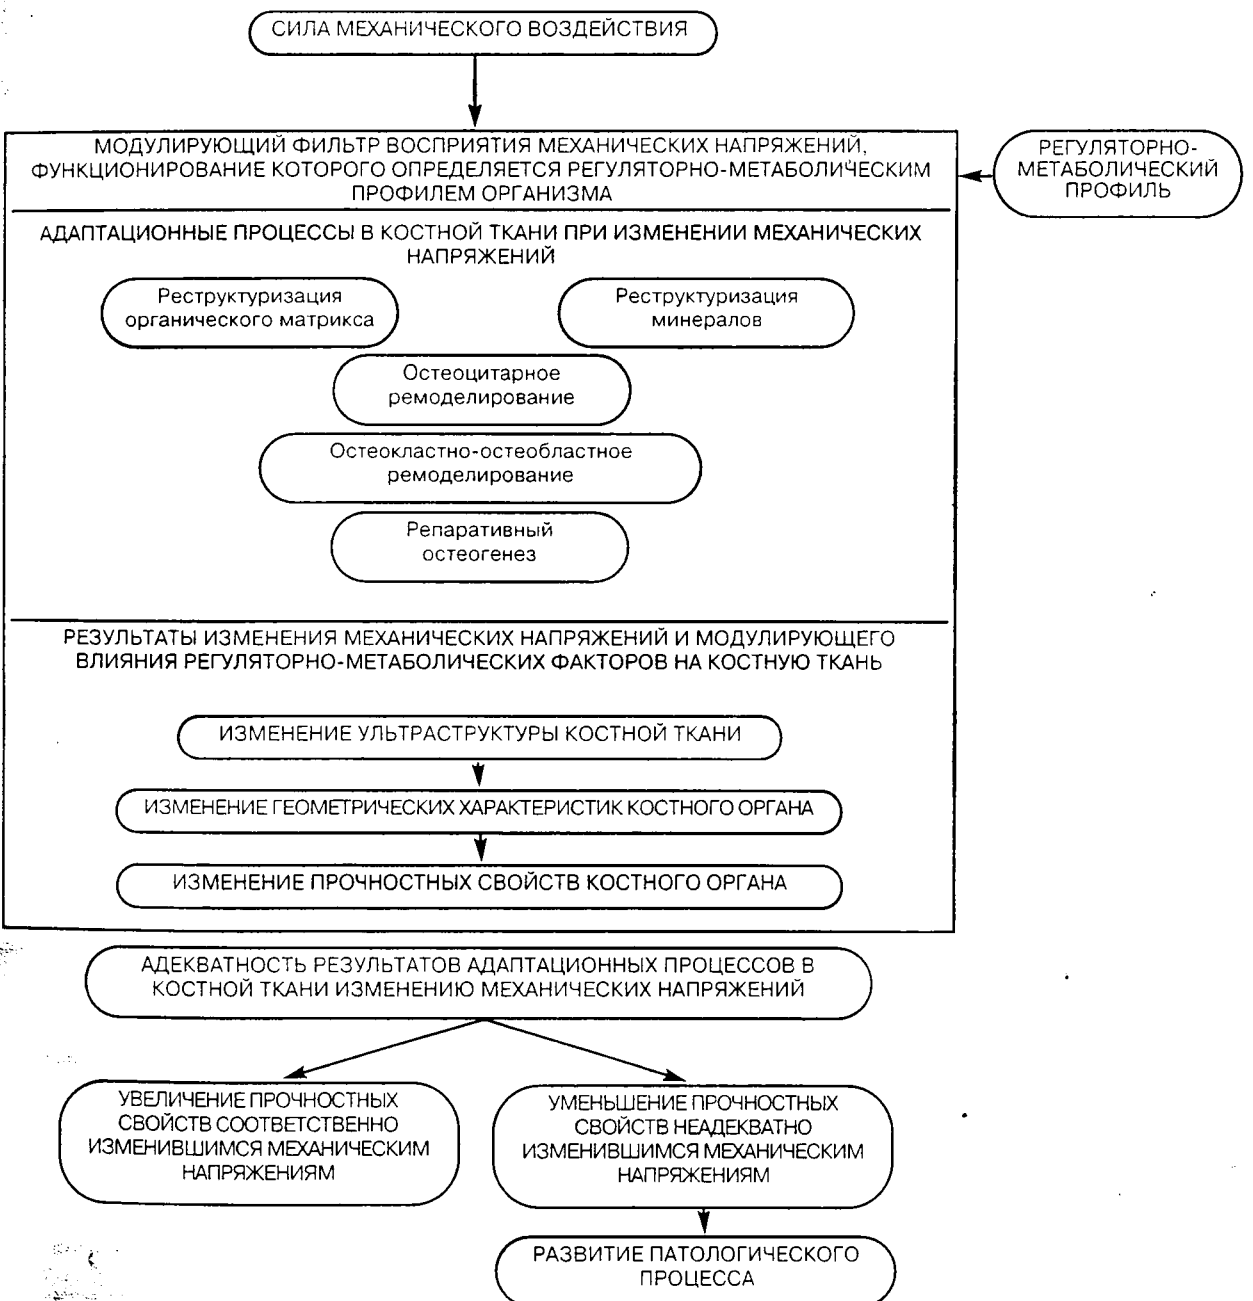 СИЛА МЕХАНИЧЕСКОГО ВОЗДЕЙСТВИЯ
МОДУЛИРУЮЩИЙ ФИЛЬТР ВОСПРИЯТИЯ МЕХАНИЧЕСКИХ НАПРЯЖЕНИЙ,
ФУНКЦИОНИРОВАНИЕ КОТОРОГО ОПРЕДЕЛЯЕТСЯ РЕГУЛЯТОРНО-МЕТАБОЛИЧЕСКИМ
ПРОФИЛЕМ ОРГАНИЗМА
РЕГУЛЯТОРНО-
МЕТАБОЛИЧЕСКИЙ
ПРОФИЛЬ
АДАПТАЦИОННЫЕ ПРОЦЕССЫ В КОСТНОЙ ТКАНИ ПРИ ИЗМЕНЕНИИ МЕХАНИЧЕСКИХ
НАПРЯЖЕНИЙ
Реструктуризация
органического матрикса
Реструктуризация
минералов
Остеоцитарное
ремоделирование
Остеокластно-остеобластное
ремоделирование
Репаративный
остеогенез
РЕЗУЛЬТАТЫ ИЗМЕНЕНИЯ МЕХАНИЧЕСКИХ НАПРЯЖЕНИЙ И МОДУЛИРУЮЩЕГО
ВЛИЯНИЯ РЕГУЛЯТОРНО-МЕТАБОЛИЧЕСКИХ ФАКТОРОВ НА КОСТНУЮ ТКАНЬ
ИЗМЕНЕНИЕ УЛЬТРАСТРУКТУРЫ КОСТНОЙ ТКАНИ
ИЗМЕНЕНИЕ ГЕОМЕТРИЧЕСКИХ ХАРАКТЕРИСТИК КОСТНОГО ОРГАНА
ИЗМЕНЕНИЕ ПРОЧНОСТНЫХ СВОЙСТВ КОСТНОГО ОРГАНА
АДЕКВАТНОСТЬ РЕЗУЛЬТАТОВ АДАПТАЦИОННЫХ ПРОЦЕССОВ В
КОСТНОЙ ТКАНИ ИЗМЕНЕНИЮ МЕХАНИЧЕСКИХ НАПРЯЖЕНИЙ
УВЕЛИЧЕНИЕ ПРОЧНОСТНЫХ
СВОЙСТВ СООТВЕТСТВЕННО
ИЗМЕНИВШИМСЯ МЕХАНИЧЕСКИМ
НАПРЯЖЕНИЯМ
УМЕНЬШЕНИЕ ПРОЧНОСТНЫХ
СВОЙСТВ НЕАДЕКВАТНО
ИЗМЕНИВШИМСЯ МЕХАНИЧЕСКИМ
НАПРЯЖЕНИЯМ
РАЗВИТИЕ ПАТОЛОГИЧЕСКОГО
ПРОЦЕССА